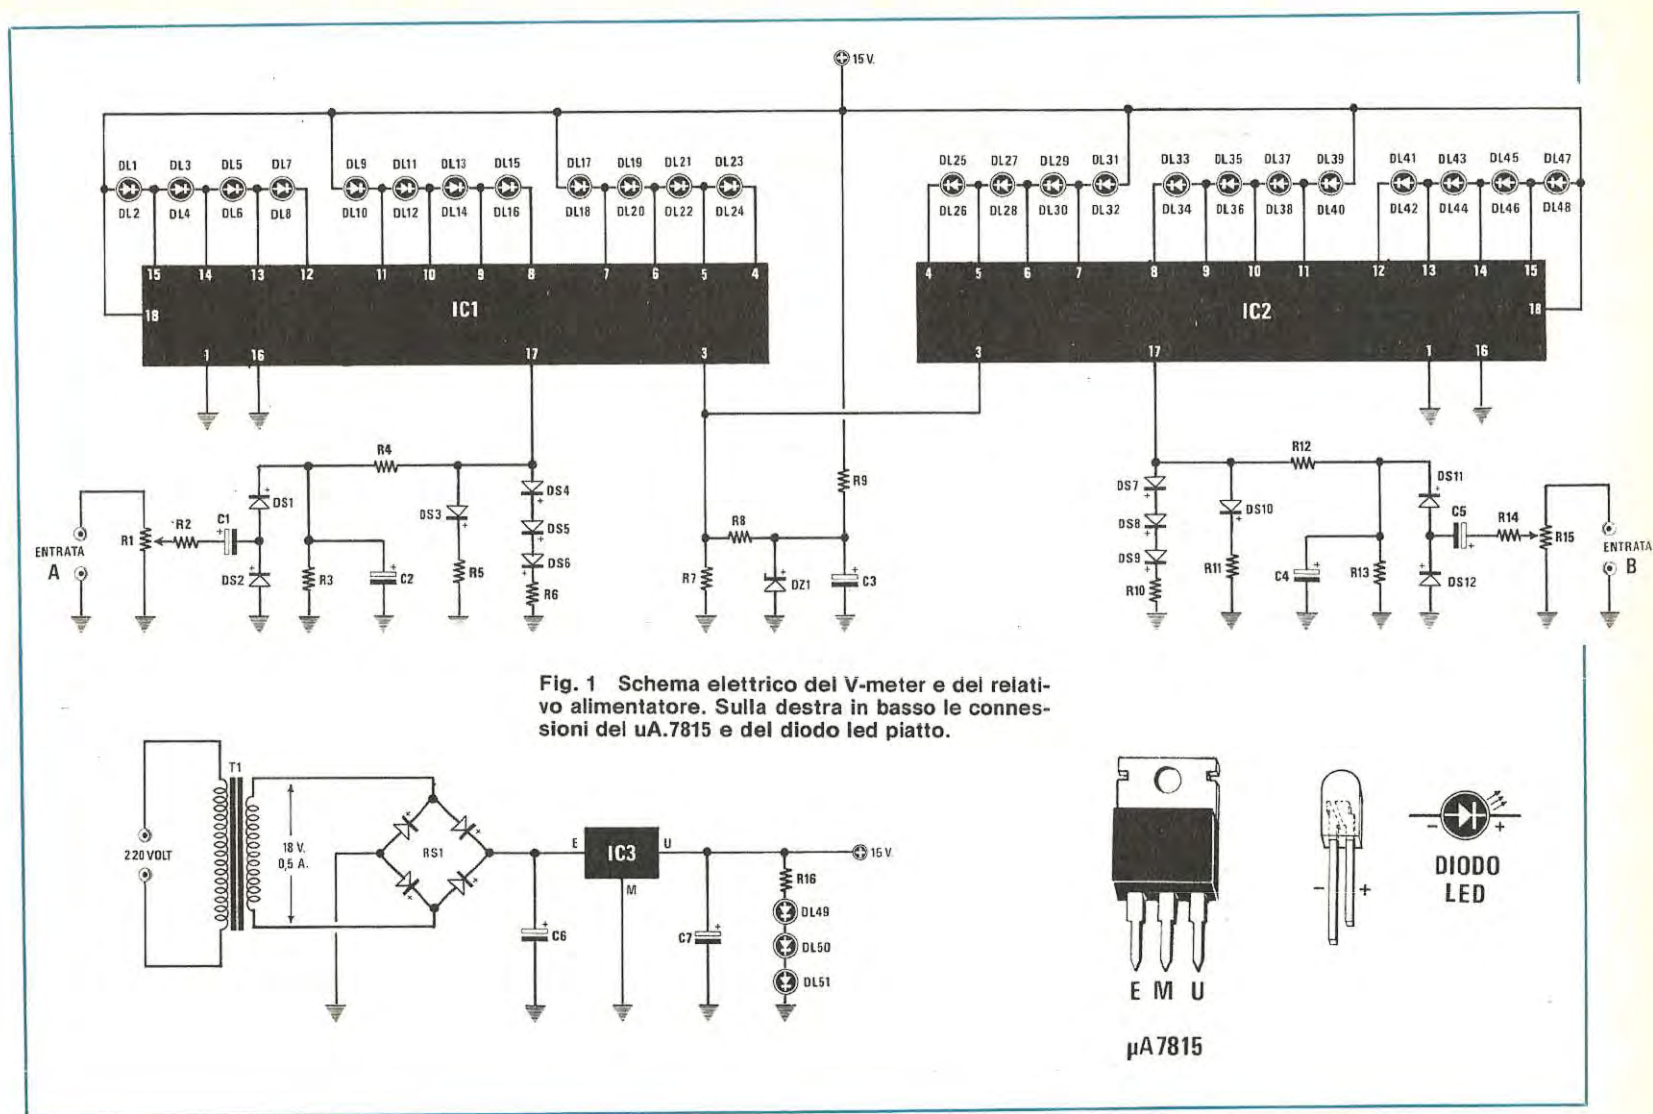 15 V.
DL1 DL3 DL5 DL7 DL9 DL11 DL13 DL15 DL17 DL19 DL21 DL23 DL25 DL27 DL29 DL31 DL33 DL35 DL37 DL39 DL41 DL43 DL45 DL47
DL2 DL4 DL6 DL8 DL10 DL12 DL14 DL16 DL18 DL20 DL22 DL24 DL26 DL28 DL30 DL32 DL34 DL36 DL38 DL40 DL42 DL44 DL46 DL48
15 14 13 12 11 10 9 8 7 6 5 4 4 5 6 7 8 9 10 11 12 13 14 15
18 IC1 IC2 18
1 16 17 3 3 17 1 16
R4 R12
DS1 DS4 R9 DS7 DS11
ENTRATA
A
R1 R2 C1 + DS3 DS5 R8 DS8 DS10 C5 R14 R15
ENTRATA
B
DS2 R3 C2 R5 DS6 R6 R7 DZ1 C3 DS9 R10 R11 C4 R13 DS12
Fig. 1 Schema elettrico del V-meter e del relati-
vo alimentatore. Sulla destra in basso le connes-
sioni del uA.7815 e del diodo led piatto.
T1
220 VOLT
18 V.
0,5 A.
RS1
E IC3 U
M
15 V.
C6 C7
R16
DL49
DL50
DL51
E M U
µA7815
- +
- +
DIODO
LED